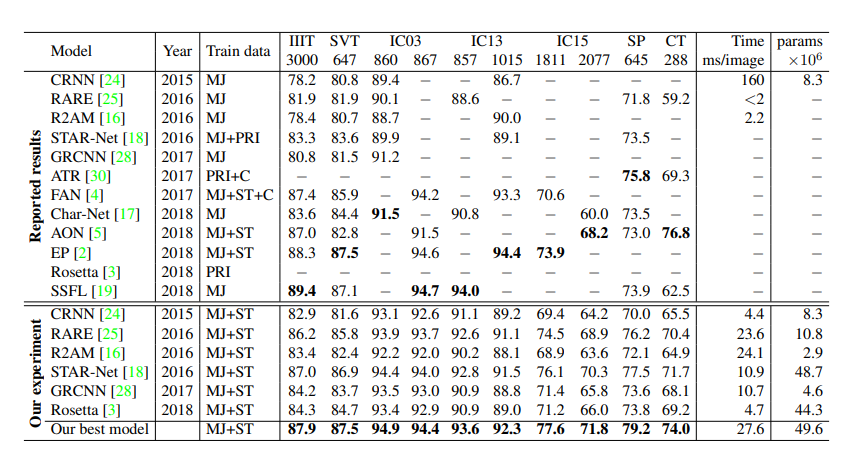 Model Year Train data IIIT SVT IC03 IC13 IC15 SP CT Time params
3000 647 860 867 857 1015 1811 2077 645 288 ms/image ×10⁶
Reported results
CRNN [24] 2015 MJ 78.2 80.8 89.4 – – 86.7 – – – – 160 8.3
RARE [25] 2016 MJ 81.9 81.9 90.1 – 88.6 – – – 71.8 59.2 <2 –
R2AM [16] 2016 MJ 78.4 80.7 88.7 – – 90.0 – – – – 2.2 –
STAR-Net [18] 2016 MJ+PRI 83.3 83.6 89.9 – – 89.1 – – 73.5 – – –
GRCNN [28] 2017 MJ 80.8 81.5 91.2 – – – – – – – – –
ATR [30] 2017 PRI+C – – – – – – – – 75.8 69.3 – –
FAN [4] 2017 MJ+ST+C 87.4 85.9 – 94.2 – 93.3 70.6 – – – – –
Char-Net [17] 2018 MJ 83.6 84.4 91.5 – 90.8 – – 60.0 73.5 – – –
AON [5] 2018 MJ+ST 87.0 82.8 – 91.5 – – – 68.2 73.0 76.8 – –
EP [2] 2018 MJ+ST 88.3 87.5 – 94.6 – 94.4 73.9 – – – – –
Rosetta [3] 2018 PRI – – – – – – – – – – – –
SSFL [19] 2018 MJ 89.4 87.1 – 94.7 94.0 – – – 73.9 62.5 – –
Our experiment
CRNN [24] 2015 MJ+ST 82.9 81.6 93.1 92.6 91.1 89.2 69.4 64.2 70.0 65.5 4.4 8.3
RARE [25] 2016 MJ+ST 86.2 85.8 93.9 93.7 92.6 91.1 74.5 68.9 76.2 70.4 23.6 10.8
R2AM [16] 2016 MJ+ST 83.4 82.4 92.2 92.0 90.2 88.1 68.9 63.6 72.1 64.9 24.1 2.9
STAR-Net [18] 2016 MJ+ST 87.0 86.9 94.4 94.0 92.8 91.5 76.1 70.3 77.5 71.7 10.9 48.7
GRCNN [28] 2017 MJ+ST 84.2 83.7 93.5 93.0 90.9 88.8 71.4 65.8 73.6 68.1 10.7 4.6
Rosetta [3] 2018 MJ+ST 84.3 84.7 93.4 92.9 90.9 89.0 71.2 66.0 73.8 69.2 4.7 44.3
Our best model MJ+ST 87.9 87.5 94.9 94.4 93.6 92.3 77.6 71.8 79.2 74.0 27.6 49.6